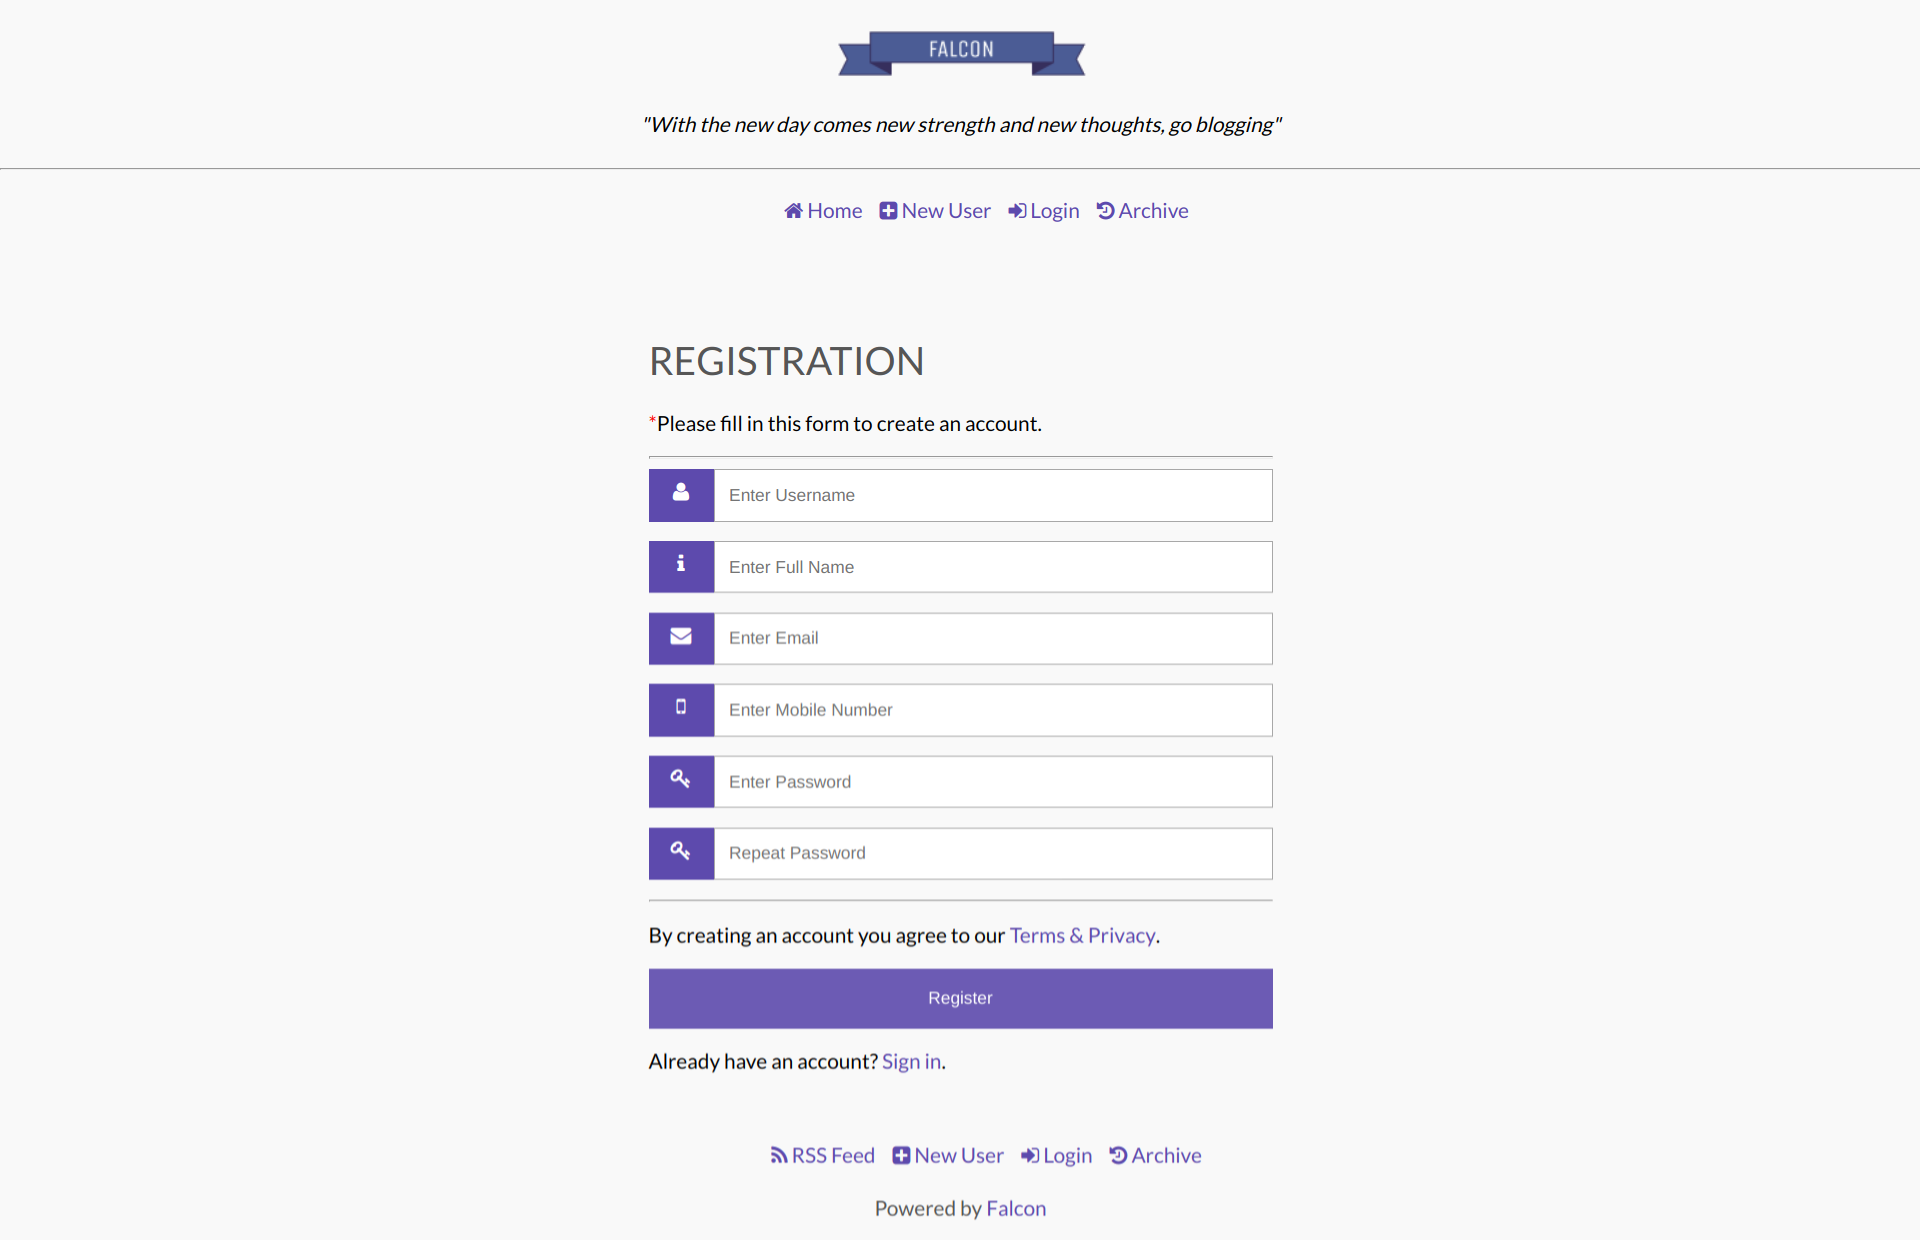 FALCON
"With the new day comes new strength and new thoughts, go blogging"
Home New User Login Archive
REGISTRATION
*Please fill in this form to create an account.
Enter Username
Enter Full Name
Enter Email
Enter Mobile Number
Enter Password
Repeat Password
By creating an account you agree to our Terms & Privacy.
Register
Already have an account? Sign in.
RSS Feed New User Login Archive
Powered by Falcon